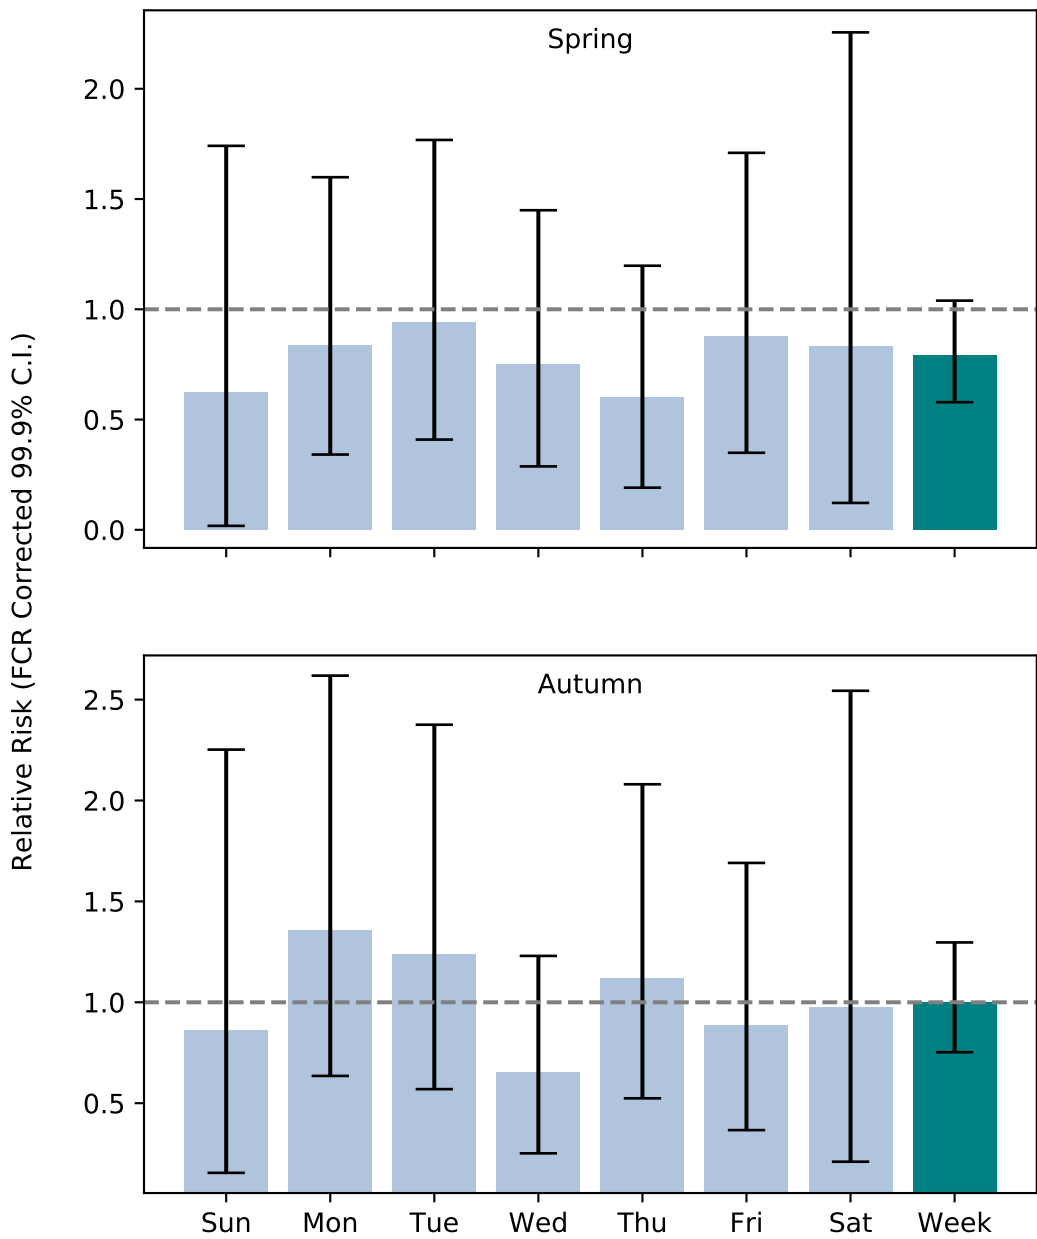 Relative Risk (FCR Corrected 99.9% C.I.)
Spring
2.0
1.5
1.0
0.5
0.0
Autumn
2.5
2.0
1.5
1.0
0.5
Sun Mon Tue Wed Thu Fri Sat Week